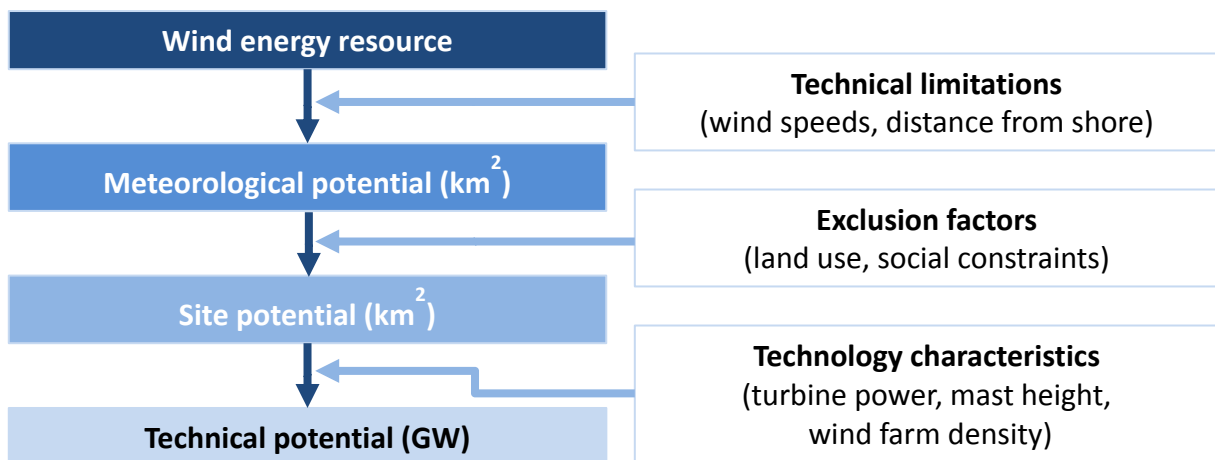 Wind energy resource
Technical limitations
(wind speeds, distance from shore)
Meteorological potential (km²)
Exclusion factors
(land use, social constraints)
Site potential (km²)
Technology characteristics
(turbine power, mast height,
wind farm density)
Technical potential (GW)